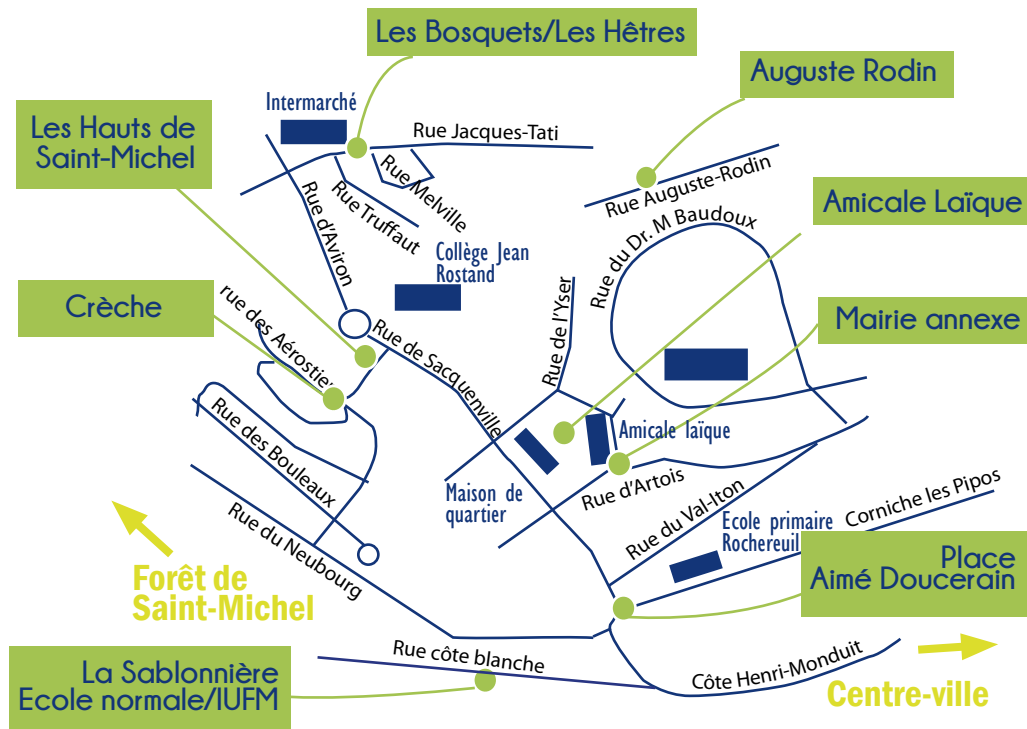 Les Bosquets/Les Hêtres
Auguste Rodin
Intermarché
Les Hauts de
Saint-Michel
Rue Jacques-Tati
Rue Melville
Rue Truffaut
Rue d'Aviron
Rue Auguste-Rodin
Amicale Laïque
Rue du Dr. M Baudoux
Collège Jean
Rostand
Crèche
rue des Aérostie
Mairie annexe
Rue de l'Yser
Rue de Sacquenville
Amicale laïque
Rue des Bouleaux
Maison de
quartier
Rue d'Artois
Rue du Val-Iton
Corniche les Pipos
Ecole primaire
Rochereuil
Rue du Neubourg
Place
Aimé Doucerain
Forêt de
Saint-Michel
Rue côte blanche
La Sablonnière
Ecole normale/IUFM
Côte Henri-Monduit
Centre-ville